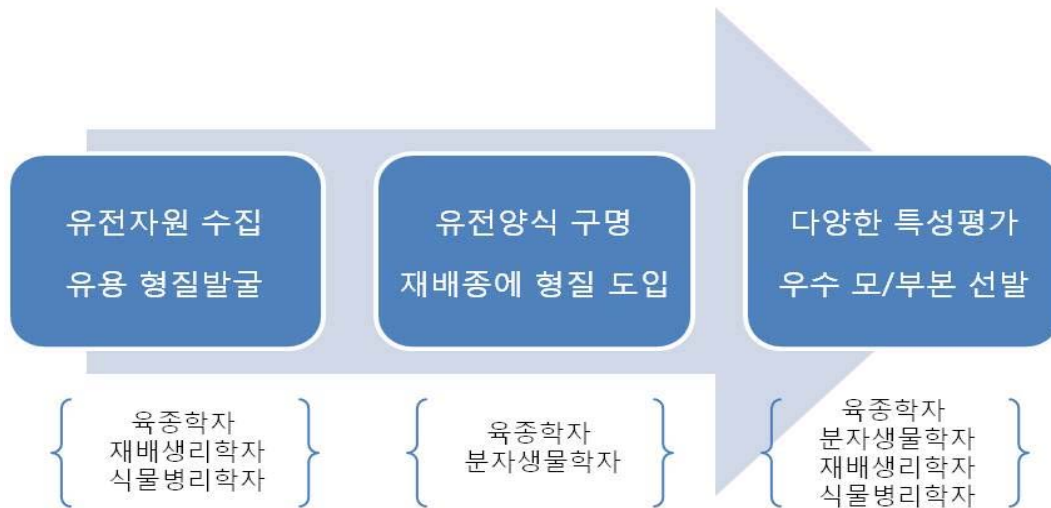 유전자원 수집
유용 형질발굴
유전양식 구명
재배종에 형질 도입
다양한 특성평가
우수 모/부본 선발
육종학자
재배생리학자
식물병리학자
육종학자
분자생물학자
육종학자
분자생물학자
재배생리학자
식물병리학자